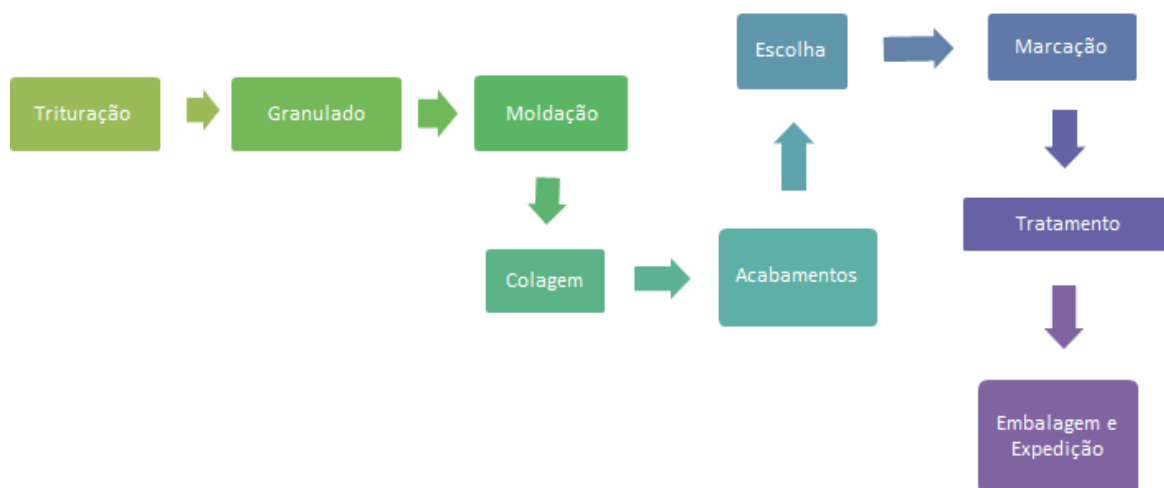 Trituração
Granulado
Moldação
Colagem
Acabamentos
Escolha
Marcação
Tratamento
Embalagem e
Expedição